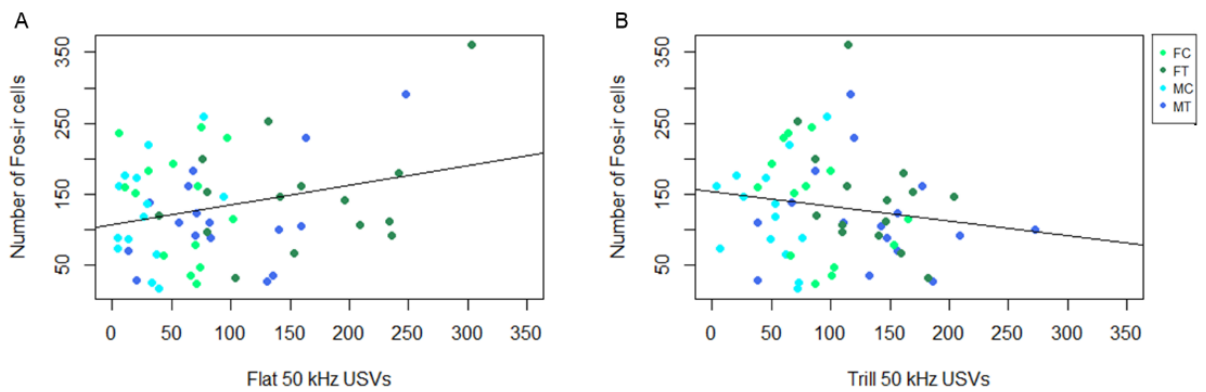 A
Number of Fos-ir cells
350
250
150
50
0 50 100 150 200 250 300 350
Flat 50 kHz USVs
B
Number of Fos-ir cells
350
250
150
50
0 50 100 150 200 250 300 350
Trill 50 kHz USVs
FC
FT
MC
MT